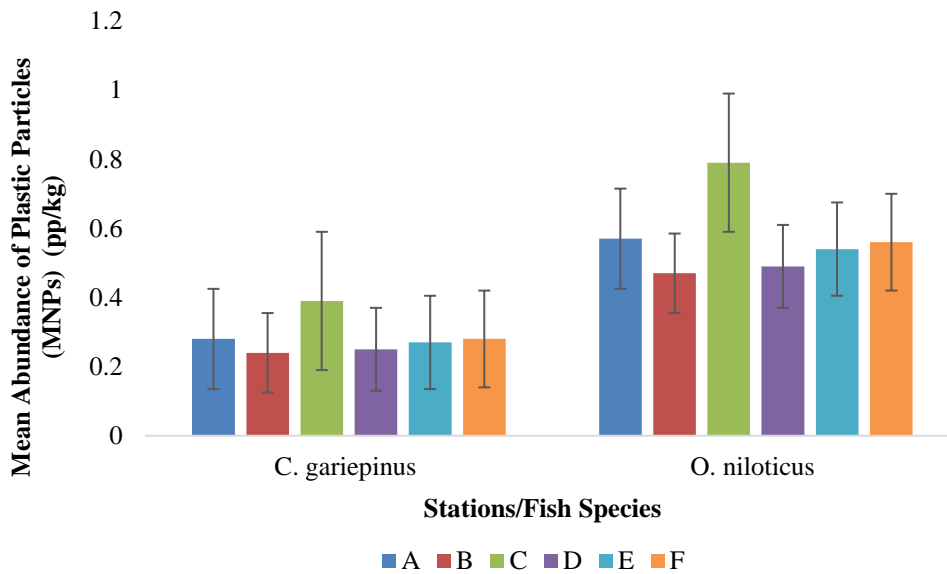 Mean Abundance of Plastic Particles
(MNPs) (pp/kg)
1.2
1
0.8
0.6
0.4
0.2
0
C. gariepinus O. niloticus
Stations/Fish Species
A B C D E F